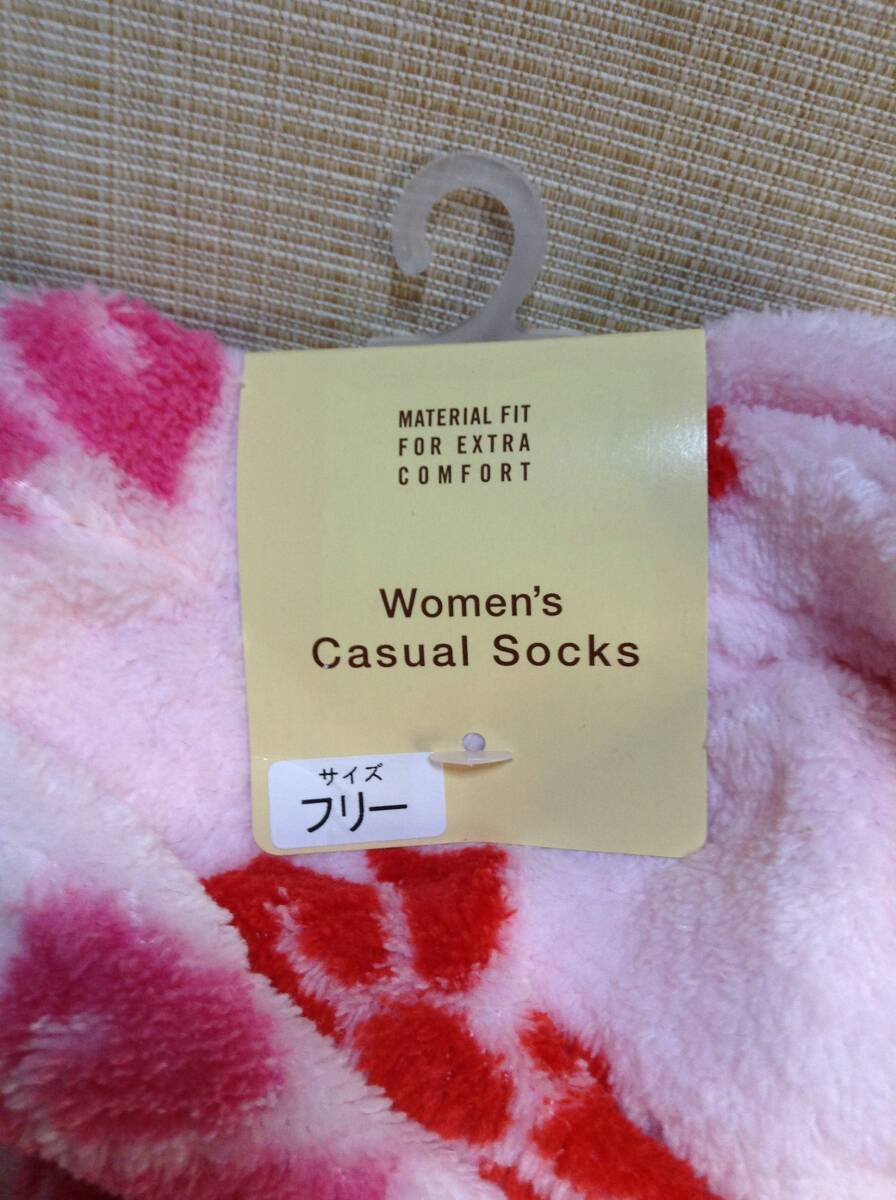 MATERIAL FIT
FOR EXTRA
COMFORT
Women's
Casual Socks
サイズ
フリー